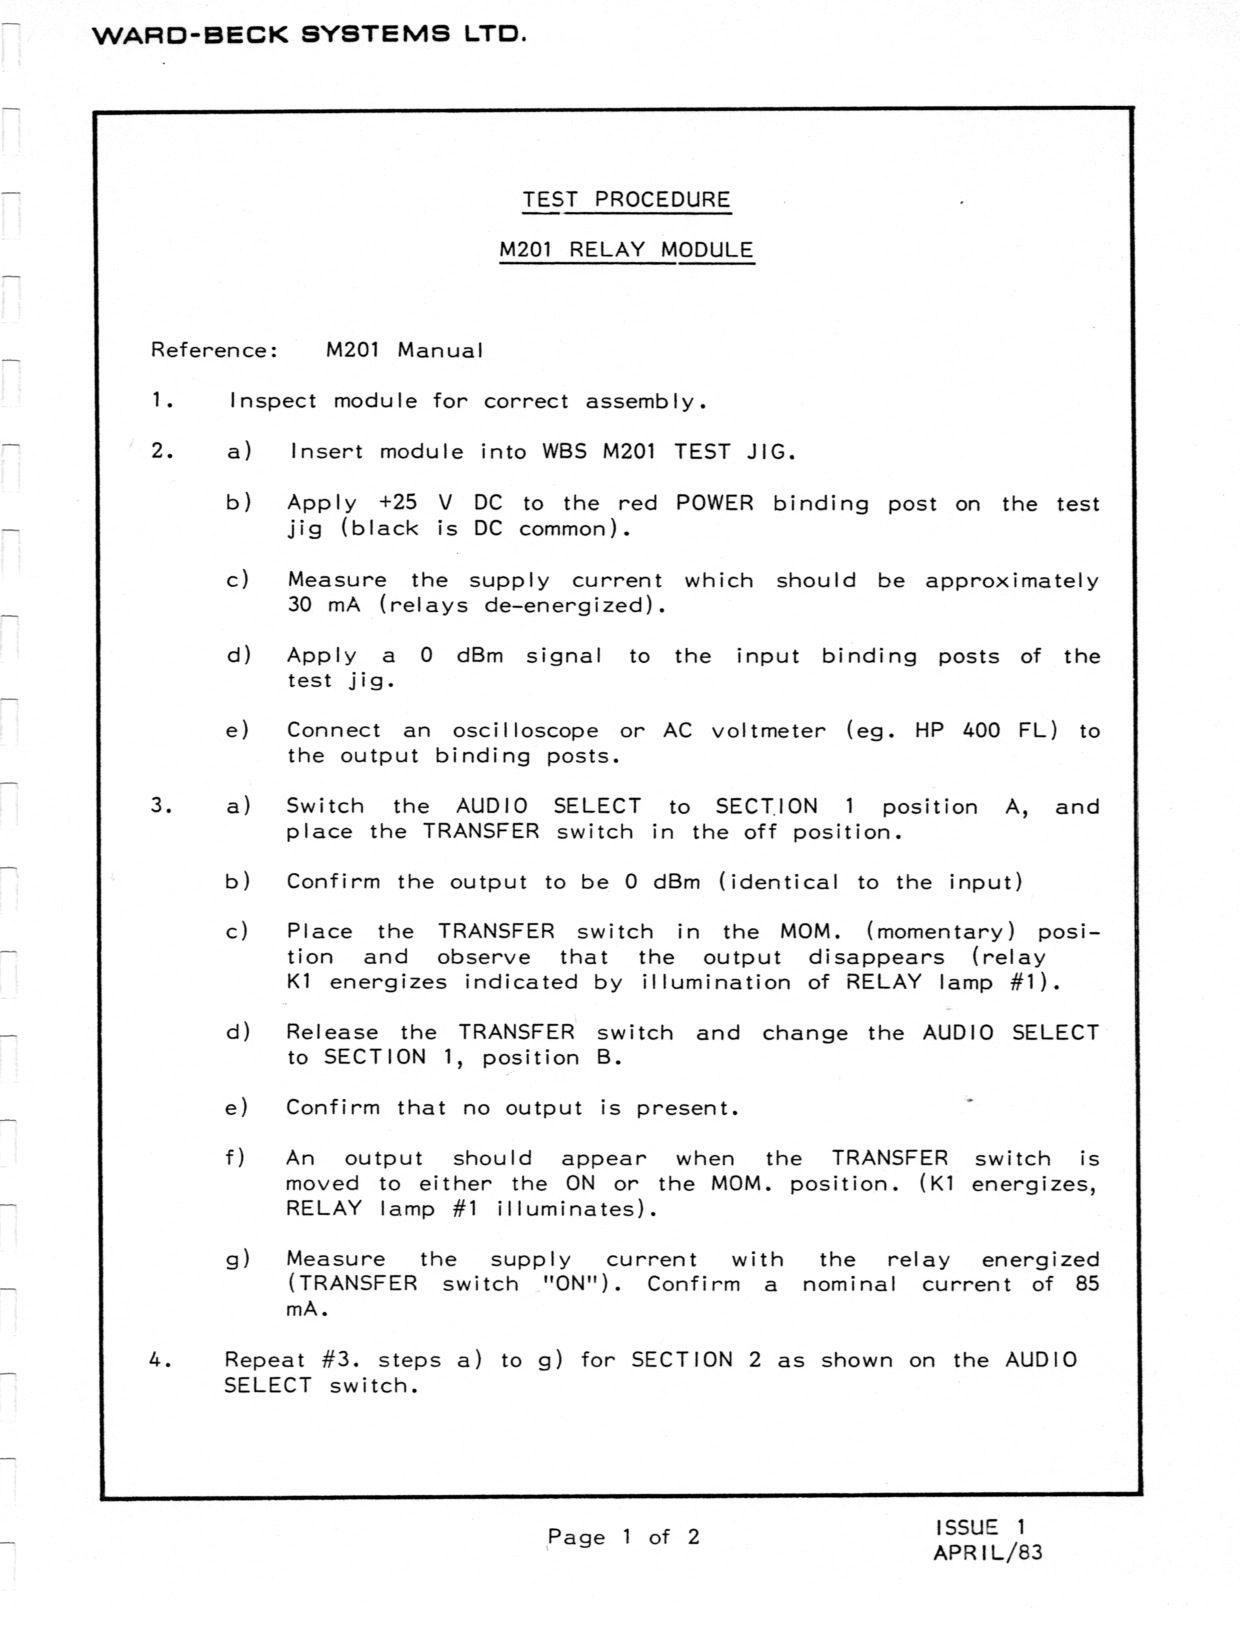 WARD-BECK SYSTEMS LTD.
TEST PROCEDURE
M201 RELAY MODULE
Reference: M201 Manual
1. Inspect module for correct assembly.
2. a) Insert module into WBS M201 TEST JIG.
b) Apply +25 V DC to the red POWER binding post on the test
jig (black is DC common).
c) Measure the supply current which should be approximately
30 mA (relays de-energized).
d) Apply a 0 dBm signal to the input binding posts of the
test jig.
e) Connect an oscilloscope or AC voltmeter (eg. HP 400 FL) to
the output binding posts.
3. a) Switch the AUDIO SELECT to SECTION 1 position A, and
place the TRANSFER switch in the off position.
b) Confirm the output to be 0 dBm (identical to the input)
c) Place the TRANSFER switch in the MOM. (momentary) posi-
tion and observe that the output disappears (relay
K1 energizes indicated by illumination of RELAY lamp #1).
d) Release the TRANSFER switch and change the AUDIO SELECT
to SECTION 1, position B.
e) Confirm that no output is present.
f) An output should appear when the TRANSFER switch is
moved to either the ON or the MOM. position. (K1 energizes,
RELAY lamp #1 illuminates).
g) Measure the supply current with the relay energized
(TRANSFER switch "ON"). Confirm a nominal current of 85
mA.
4. Repeat #3. steps a) to g) for SECTION 2 as shown on the AUDIO
SELECT switch.
Page 1 of 2
ISSUE 1
APRIL/83